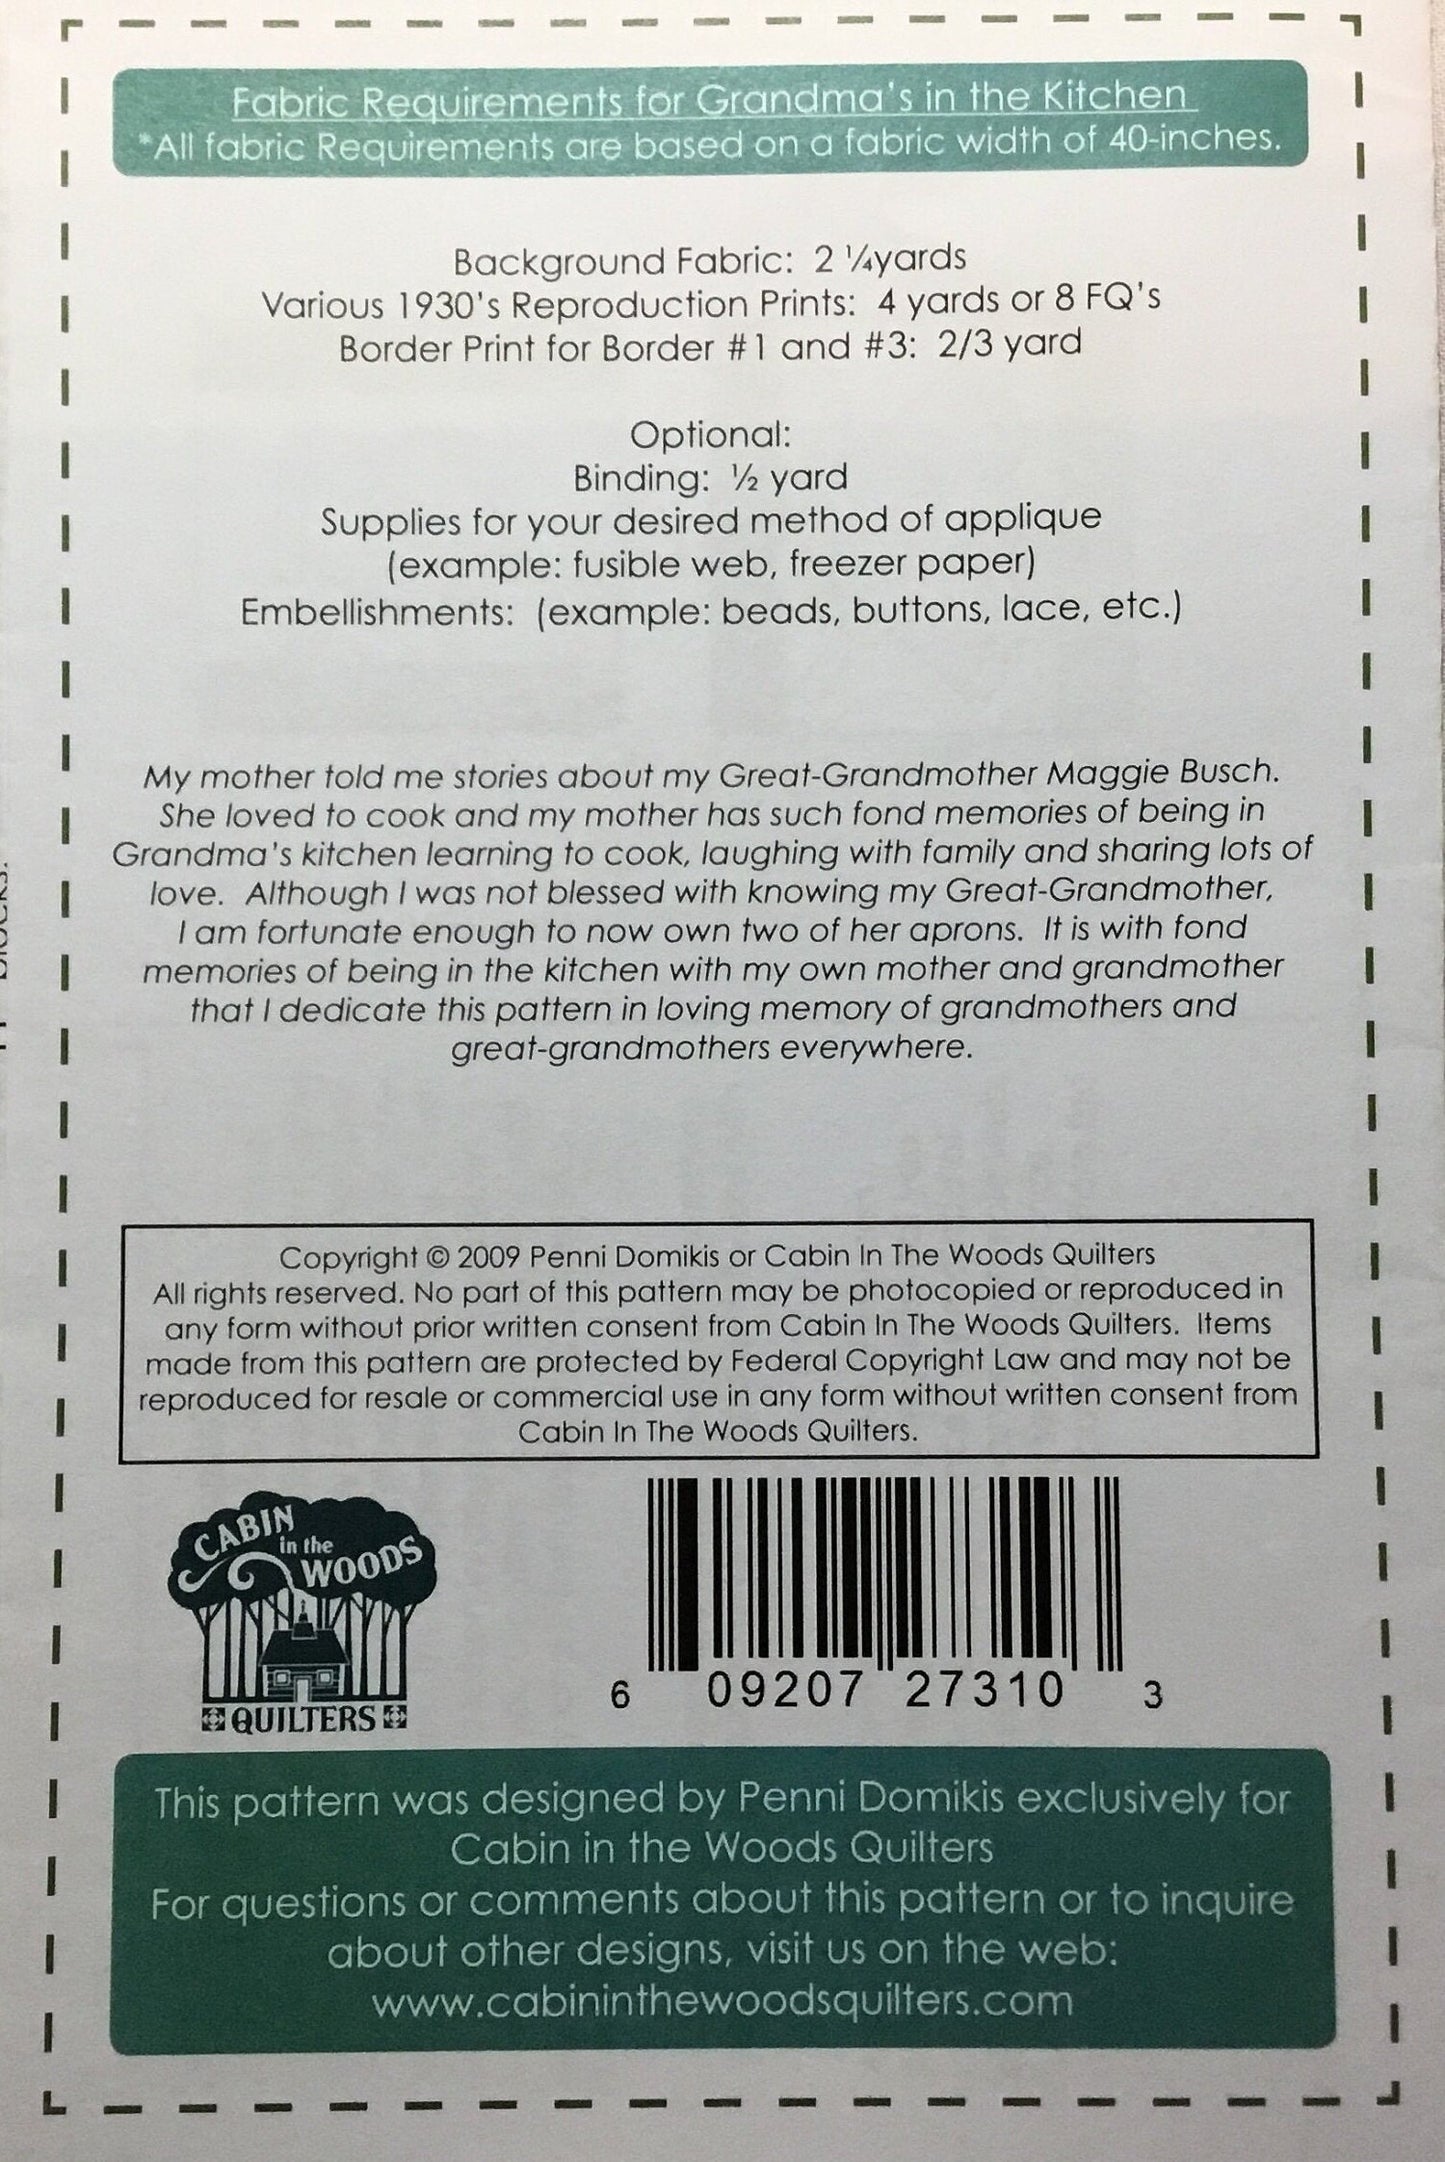 Fabric Requirements for Grandma's in the Kitchen
*All fabric Requirements are based on a fabric width of 40-inches.
Background Fabric: 2 ¼yards
Various 1930's Reproduction Prints: 4 yards or 8 FQ's
Border Print for Border #1 and #3: 2/3 yard
Optional:
Binding: ½ yard
Supplies for your desired method of applique
(example: fusible web, freezer paper)
Embellishments: (example: beads, buttons, lace, etc.)
My mother told me stories about my Great-Grandmother Maggie Busch.
She loved to cook and my mother has such fond memories of being in
Grandma's kitchen learning to cook, laughing with family and sharing lots of
love. Although I was not blessed with knowing my Great-Grandmother,
I am fortunate enough to now own two of her aprons. It is with fond
memories of being in the kitchen with my own mother and grandmother
that I dedicate this pattern in loving memory of grandmothers and
great-grandmothers everywhere.
Copyright © 2009 Penni Domikis or Cabin In The Woods Quilters
All rights reserved. No part of this pattern may be photocopied or reproduced in
any form without prior written consent from Cabin In The Woods Quilters. Items
made from this pattern are protected by Federal Copyright Law and may not be
reproduced for resale or commercial use in any form without written consent from
Cabin In The Woods Quilters.
CABIN
in the
WOODS
QUILTERS
6 09207 27310 3
This pattern was designed by Penni Domikis exclusively for
Cabin in the Woods Quilters
For questions or comments about this pattern or to inquire
about other designs, visit us on the web:
www.cabininthewoodsquilters.com